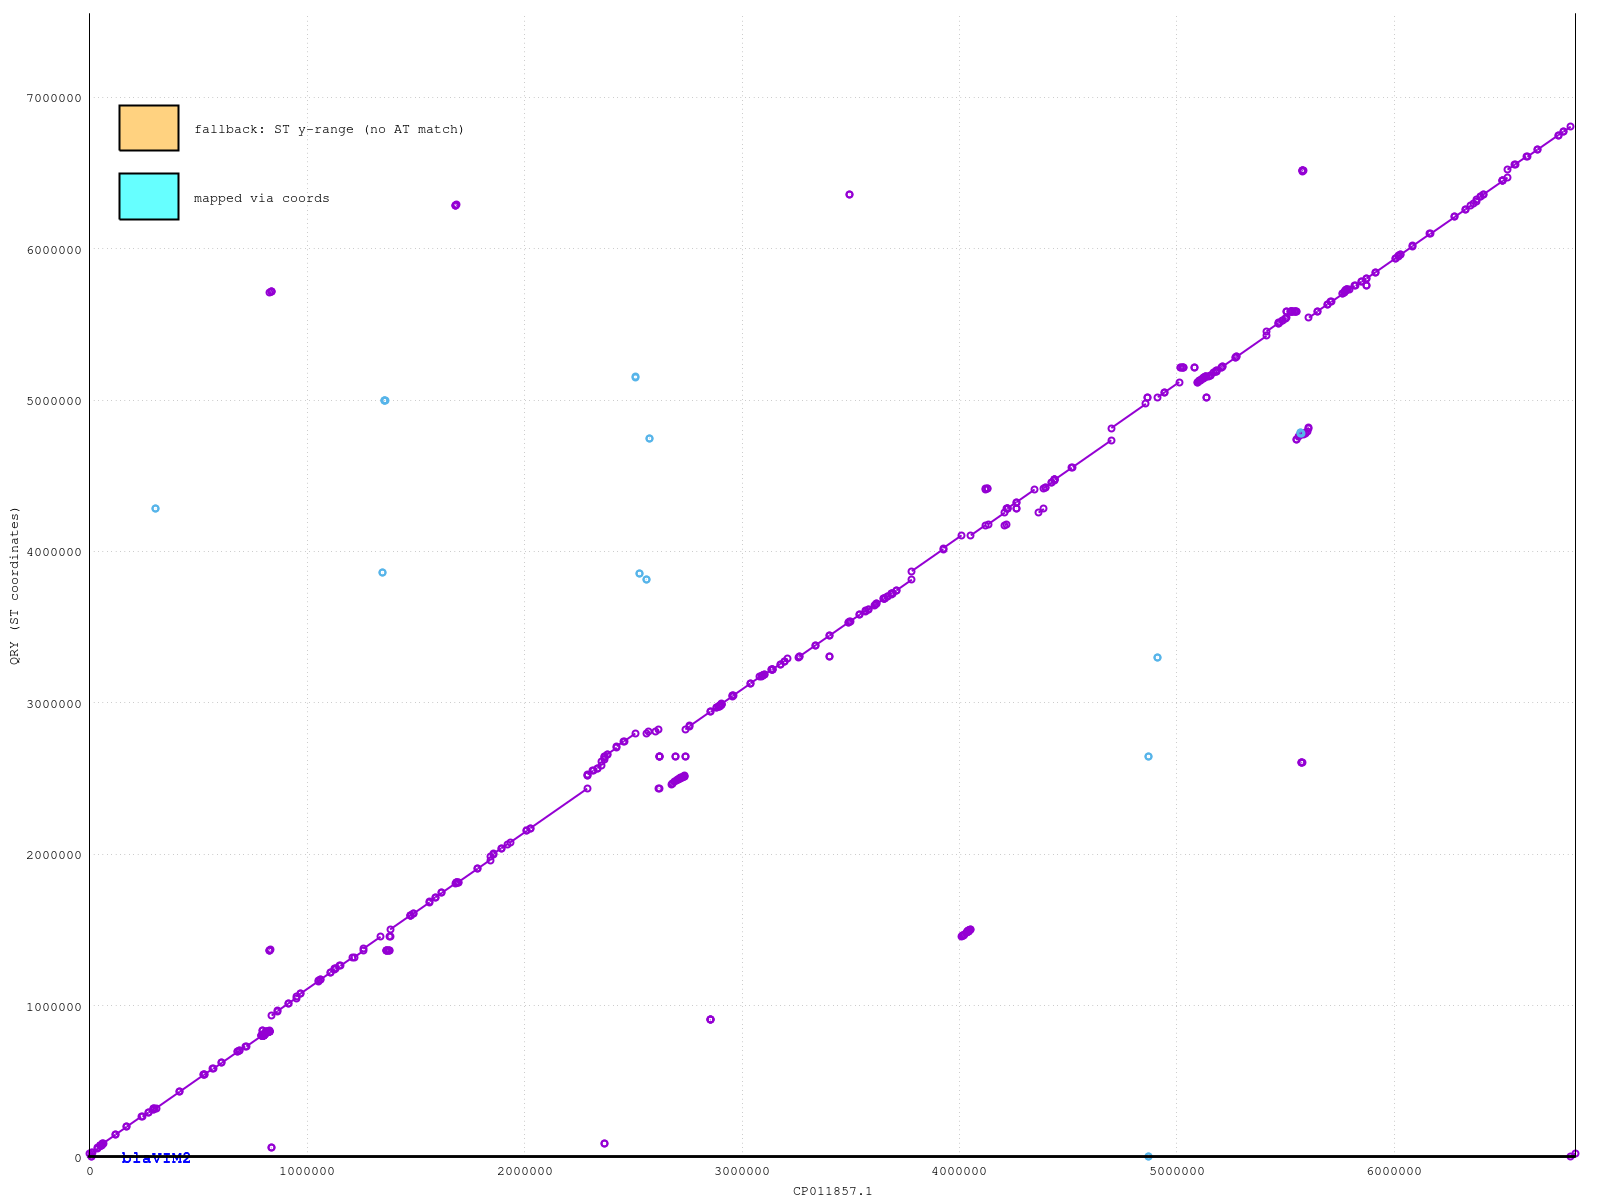 7000000
fallback: ST y-range (no AT match)
mapped via coords
6000000
5000000
QRY (ST coordinates)
4000000
3000000
2000000
1000000
0
blaVIM2
0 1000000 2000000 3000000 4000000 5000000 6000000
CP011857.1